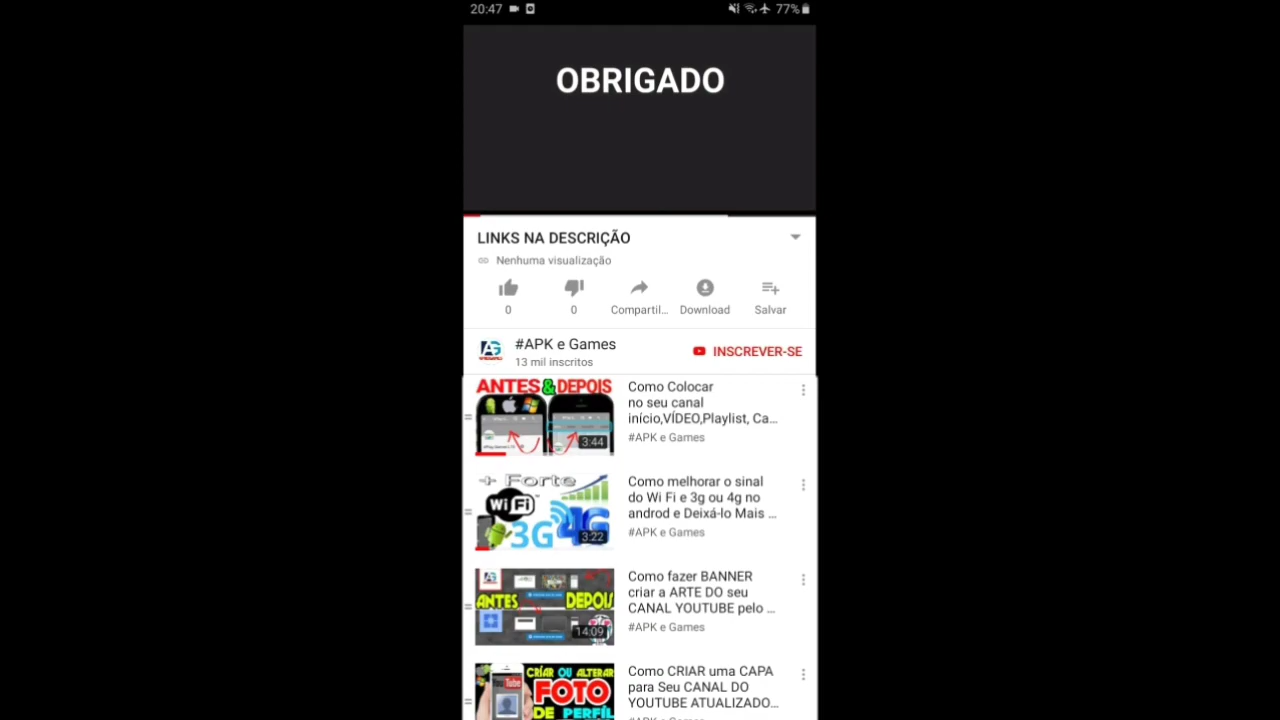 20:47
77%
OBRIGADO
LINKS NA DESCRIÇÃO
Nenhuma visualização
0
0
Compartil...
Download
Salvar
#APK e Games
13 mil inscritos
INSCREVER-SE
ANTES & DEPOIS
3:44
Como Colocar
no seu canal
início,VÍDEO,Playlist, Ca...
#APK e Games
+ Forte
Wi Fi
3G 4G
3:22
Como melhorar o sinal
do Wi Fi e 3g ou 4g no
androd e Deixá-lo Mais ...
#APK e Games
ANTES DEPOIS
14:09
Como fazer BANNER
criar a ARTE DO seu
CANAL YOUTUBE pelo ...
#APK e Games
CRIAR OU ALTERAR
YouTube
FOTO
DE PERFIL
Como CRIAR uma CAPA
para Seu CANAL DO
YOUTUBE ATUALIZADO...
#APK e Games